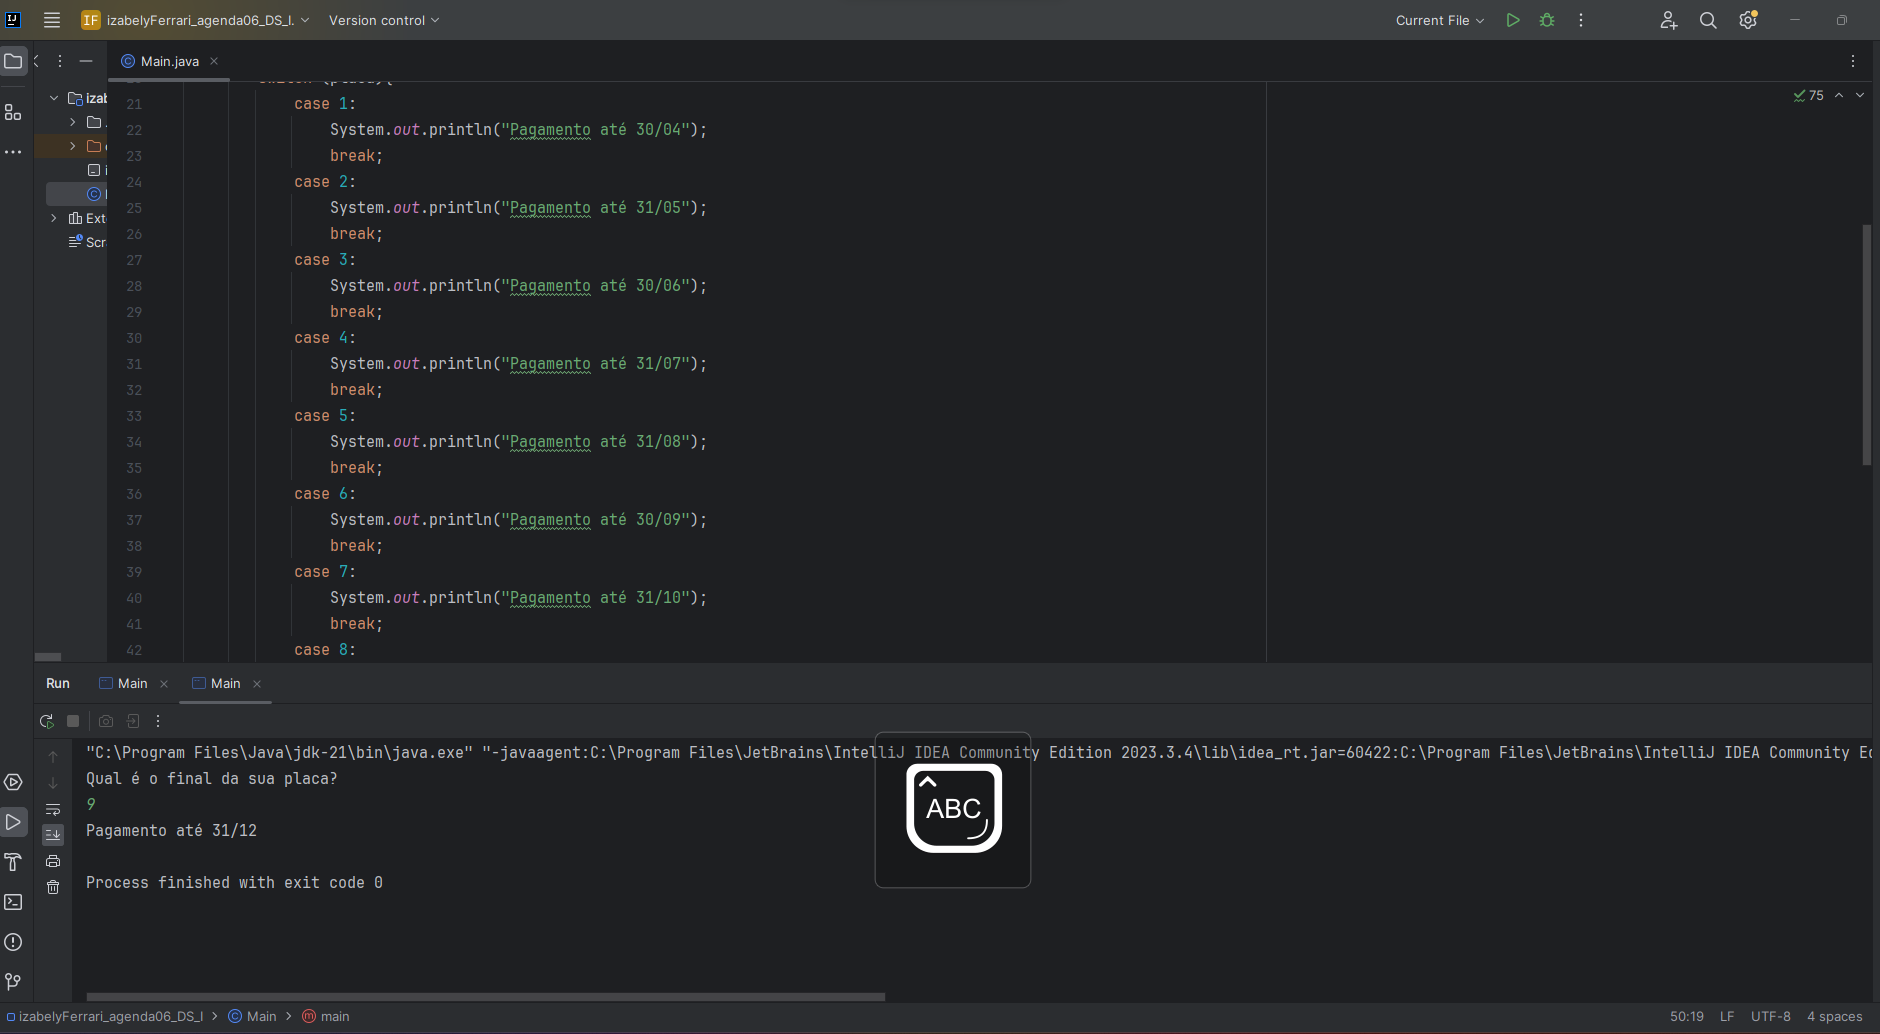 IJ
IF izabelyFerrari_agenda06_DS_I. Version control Current File
Main.java
75
izab
21 case 1:
22 System.out.println("Pagamento até 30/04");
23 break;
24 case 2:
25 System.out.println("Pagamento até 31/05");
26 break;
27 case 3:
28 System.out.println("Pagamento até 30/06");
29 break;
30 case 4:
31 System.out.println("Pagamento até 31/07");
32 break;
33 case 5:
34 System.out.println("Pagamento até 31/08");
35 break;
36 case 6:
37 System.out.println("Pagamento até 30/09");
38 break;
39 case 7:
40 System.out.println("Pagamento até 31/10");
41 break;
42 case 8:
Ext
Scr
Run Main Main
"C:\Program Files\Java\jdk-21\bin\java.exe" "-javaagent:C:\Program Files\JetBrains\IntelliJ IDEA Community Edition 2023.3.4\lib\idea_rt.jar=60422:C:\Program Files\JetBrains\IntelliJ IDEA Community Ed
Qual é o final da sua placa?
9
Pagamento até 31/12
Process finished with exit code 0
ABC
izabelyFerrari_agenda06_DS_I Main main 50:19 LF UTF-8 4 spaces